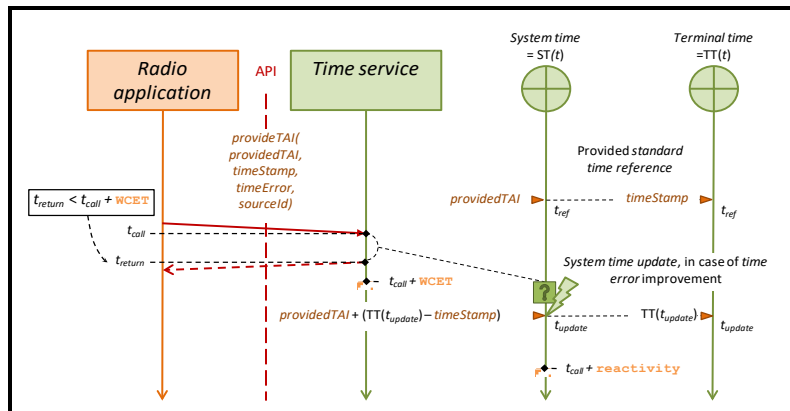 System time
= ST(t)
Terminal time
=TT(t)
Radio
application
API
Time service
provideTAI(
providedTAI,
timeStamp,
timeError,
sourceId)
Provided standard
time reference
t_return < t_call + WCET
providedTAI
timeStamp
t_ref
t_ref
t_call
t_return
System time update, in case of time
error improvement
t_call + WCET
?
providedTAI + (TT(t_update) – timeStamp)
TT(t_update)
t_update
t_update
t_call + reactivity